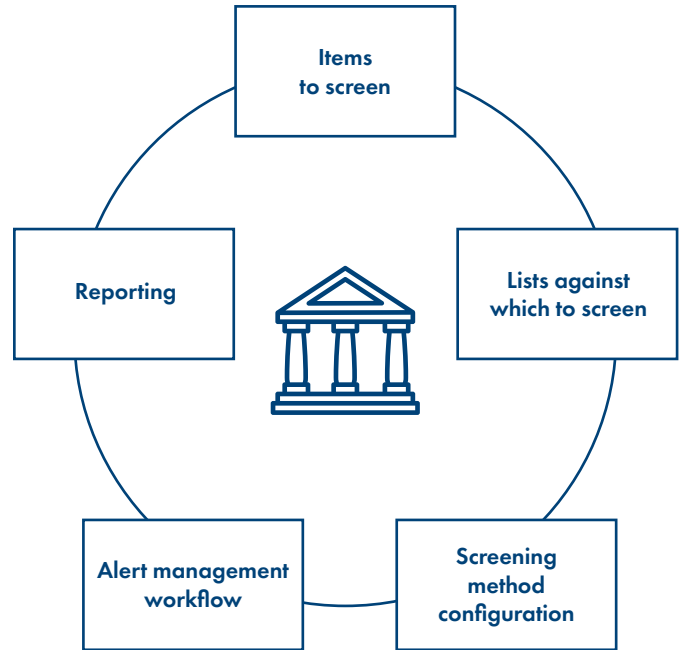 Items
to screen
Lists against
which to screen
Screening
method
configuration
Alert management
workflow
Reporting